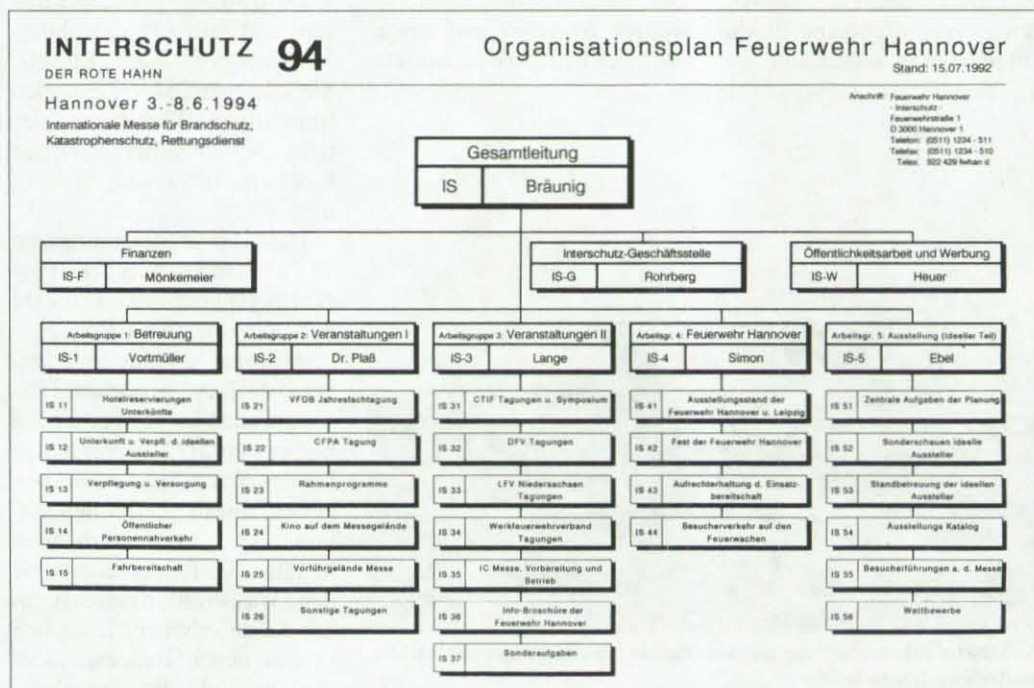 INTERSCHUTZ 94
DER ROTE HAHN
Hannover 3.-8.6.1994
Internationale Messe für Brandschutz,
Katastrophenschutz, Rettungsdienst
Organisationsplan Feuerwehr Hannover
Stand: 15.07.1992
Anschrift: Feuerwehr Hannover
- Interschutz -
Feuerwehrstraße 1
D 3000 Hannover 1
Telefon: (0511) 1234 - 511
Telefax: (0511) 1234 - 510
Telex: 922 429 fwhan d
Gesamtleitung
IS Bräunig
Finanzen
IS-F Mönkemeier
Interschutz-Geschäftsstelle
IS-G Rohrberg
Öffentlichkeitsarbeit und Werbung
IS-W Heuer
Arbeitsgruppe 1: Betreuung
IS-1 Vortmüller
IS 11 Hotelreservierungen
Unterkünfte
IS 12 Unterkunft u. Verpfl. d. ideellen
Aussteller
IS 13 Verpflegung u. Versorgung
IS 14 Öffentlicher
Personennahverkehr
IS 15 Fahrbereitschaft
Arbeitsgruppe 2: Veranstaltungen I
IS-2 Dr. Plaß
IS 21 VFDB Jahresfachtagung
IS 22 CFPA Tagung
IS 23 Rahmenprogramme
IS 24 Kino auf dem Messegelände
IS 25 Vorführgelände Messe
IS 26 Sonstige Tagungen
Arbeitsgruppe 3: Veranstaltungen II
IS-3 Lange
IS 31 CTIF Tagungen u. Symposium
IS 32 DFV Tagungen
IS 33 LFV Niedersachsen
Tagungen
IS 34 Werkfeuerwehrverband
Tagungen
IS 35 IC Messe, Vorbereitung und
Betrieb
IS 36 Info-Broschüre der
Feuerwehr Hannover
IS 37 Sonderaufgaben
Arbeitsgr. 4: Feuerwehr Hannover
IS-4 Simon
IS 41 Ausstellungsstand der
Feuerwehr Hannover u. Leipzig
IS 42 Fest der Feuerwehr Hannover
IS 43 Aufrechterhaltung d. Einsatz-
bereitschaft
IS 44 Besucherverkehr auf den
Feuerwachen
Arbeitsgr. 5: Ausstellung (Ideeller Teil)
IS-5 Ebel
IS 51 Zentrale Aufgaben der Planung
IS 52 Sonderschauen ideelle
Aussteller
IS 53 Standbetreuung der ideellen
Aussteller
IS 54 Ausstellungs Katalog
IS 55 Besucherführungen a. d. Messe
IS 56 Wettbewerbe